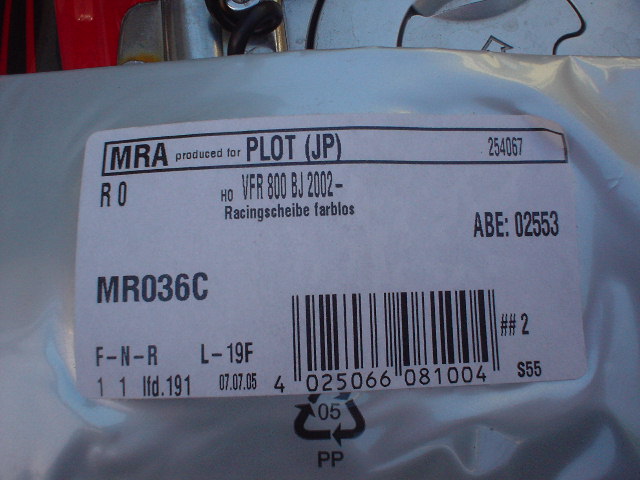 MRA produced for PLOT (JP) 254067
R 0 HO VFR 800 BJ 2002-
Racingscheibe farblos
ABE: 02553
MR036C
## 2
F-N-R L-19F
1 1 lfd.191 07.07.05 4 025066 081004 S55
05
PP